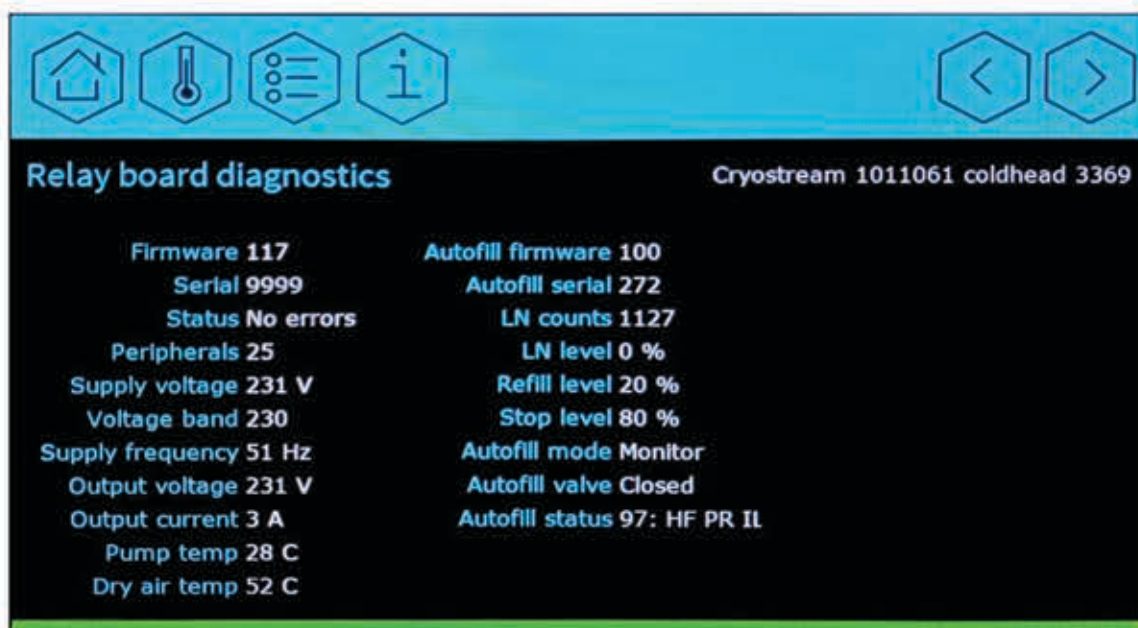 Relay board diagnostics
Cryostream 1011061 coldhead 3369
Firmware 117
Serial 9999
Status No errors
Peripherals 25
Supply voltage 231 V
Voltage band 230
Supply frequency 51 Hz
Output voltage 231 V
Output current 3 A
Pump temp 28 C
Dry air temp 52 C
Autofill firmware 100
Autofill serial 272
LN counts 1127
LN level 0 %
Refill level 20 %
Stop level 80 %
Autofill mode Monitor
Autofill valve Closed
Autofill status 97: HF PR IL